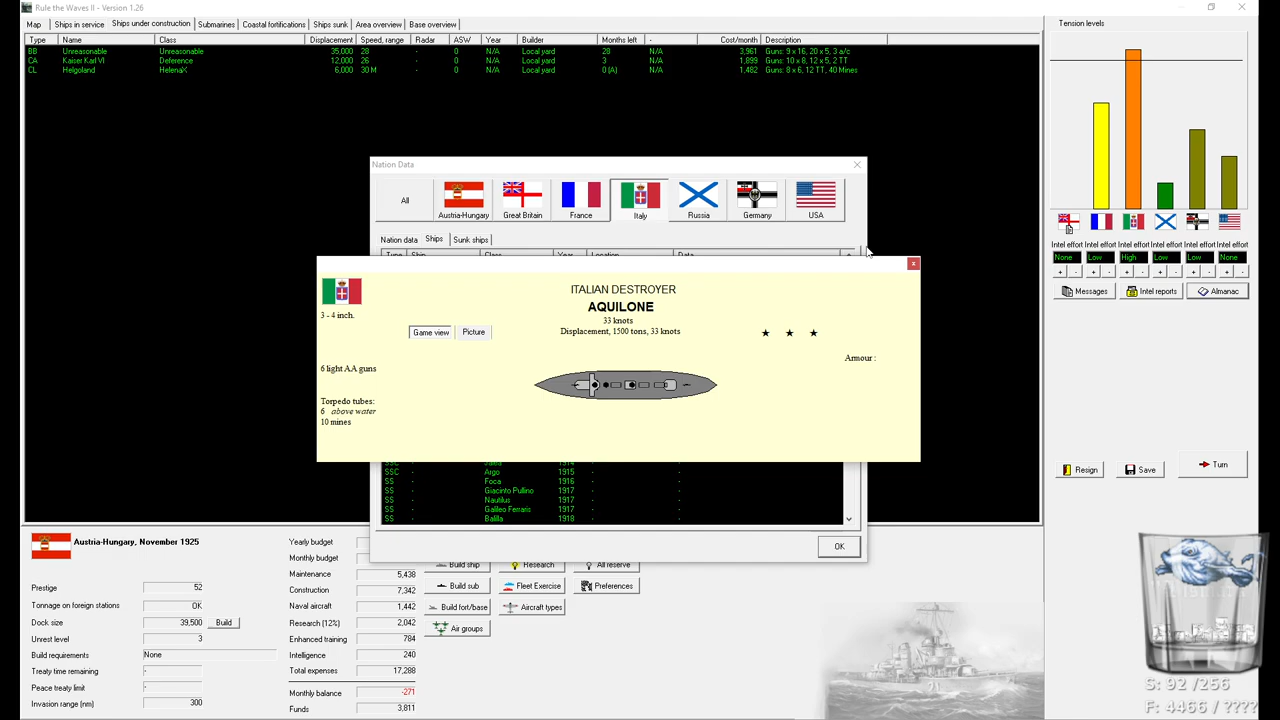 Rule the Waves II - Version 1.26
Map Ships in service Ships under construction Submarines Coastal fortifications Ships sunk Area overview Base overview
Type Name Class Displacement Speed, range Radar ASW Year Builder Months left - Cost/month Description
BB Unreasonable Unreasonable 35,000 28 - 0 N/A Local yard 28 N/A 3,961 Guns: 9 x 16, 20 x 5, 3 a/c
CA Kaiser Karl VI Deference 12,000 26 - 0 N/A Local yard 3 N/A 1,899 Guns: 10 x 8, 12 x 5, 2 TT
CL Helgoland HelenaX 6,000 30 M - 0 N/A Local yard 0 (A) N/A 1,482 Guns: 8 x 6, 12 TT, 40 Mines
Tension levels
Nation Data
All Austria-Hungary Great Britain France Italy Russia Germany USA
Nation data Ships Sunk ships
Type Ship Class Year Location Data
ITALIAN DESTROYER
AQUILONE
33 knots
Displacement, 1500 tons, 33 knots
3 - 4 inch.
Game view Picture
Armour :
6 light AA guns
Torpedo tubes:
6 above water
10 mines
SSC - Jalea 1914 - -
SSC - Argo 1915 - -
SS - Foca 1916 - -
SS - Giacinto Pullino 1917 - -
SS - Nautilus 1917 - -
SS - Galileo Ferraris 1917 - -
SS - Balilla 1918 - -
OK
Intel effort Intel effort Intel effort Intel effort Intel effort Intel effort
None Low High Low Low None
+ - + - + - + - + - + -
Messages Intel reports Almanac
Resign Save Turn
Austria-Hungary, November 1925
Prestige 52
Tonnage on foreign stations OK
Dock size 39,500 Build
Unrest level 3
Build requirements None
Treaty time remaining -
Peace treaty limit -
Invasion range (nm) 300
Yearly budget
Monthly budget
Maintenance 5,438
Construction 7,342
Naval aircraft 1,442
Research (12%) 2,042
Enhanced training 784
Intelligence 240
Total expenses 17,288
Monthly balance -271
Funds 3,811
Build ship Research All reserve
Build sub Fleet Exercise Preferences
Build fort/base Aircraft types
Air groups
S: 92 /256
F: 4466 / ????